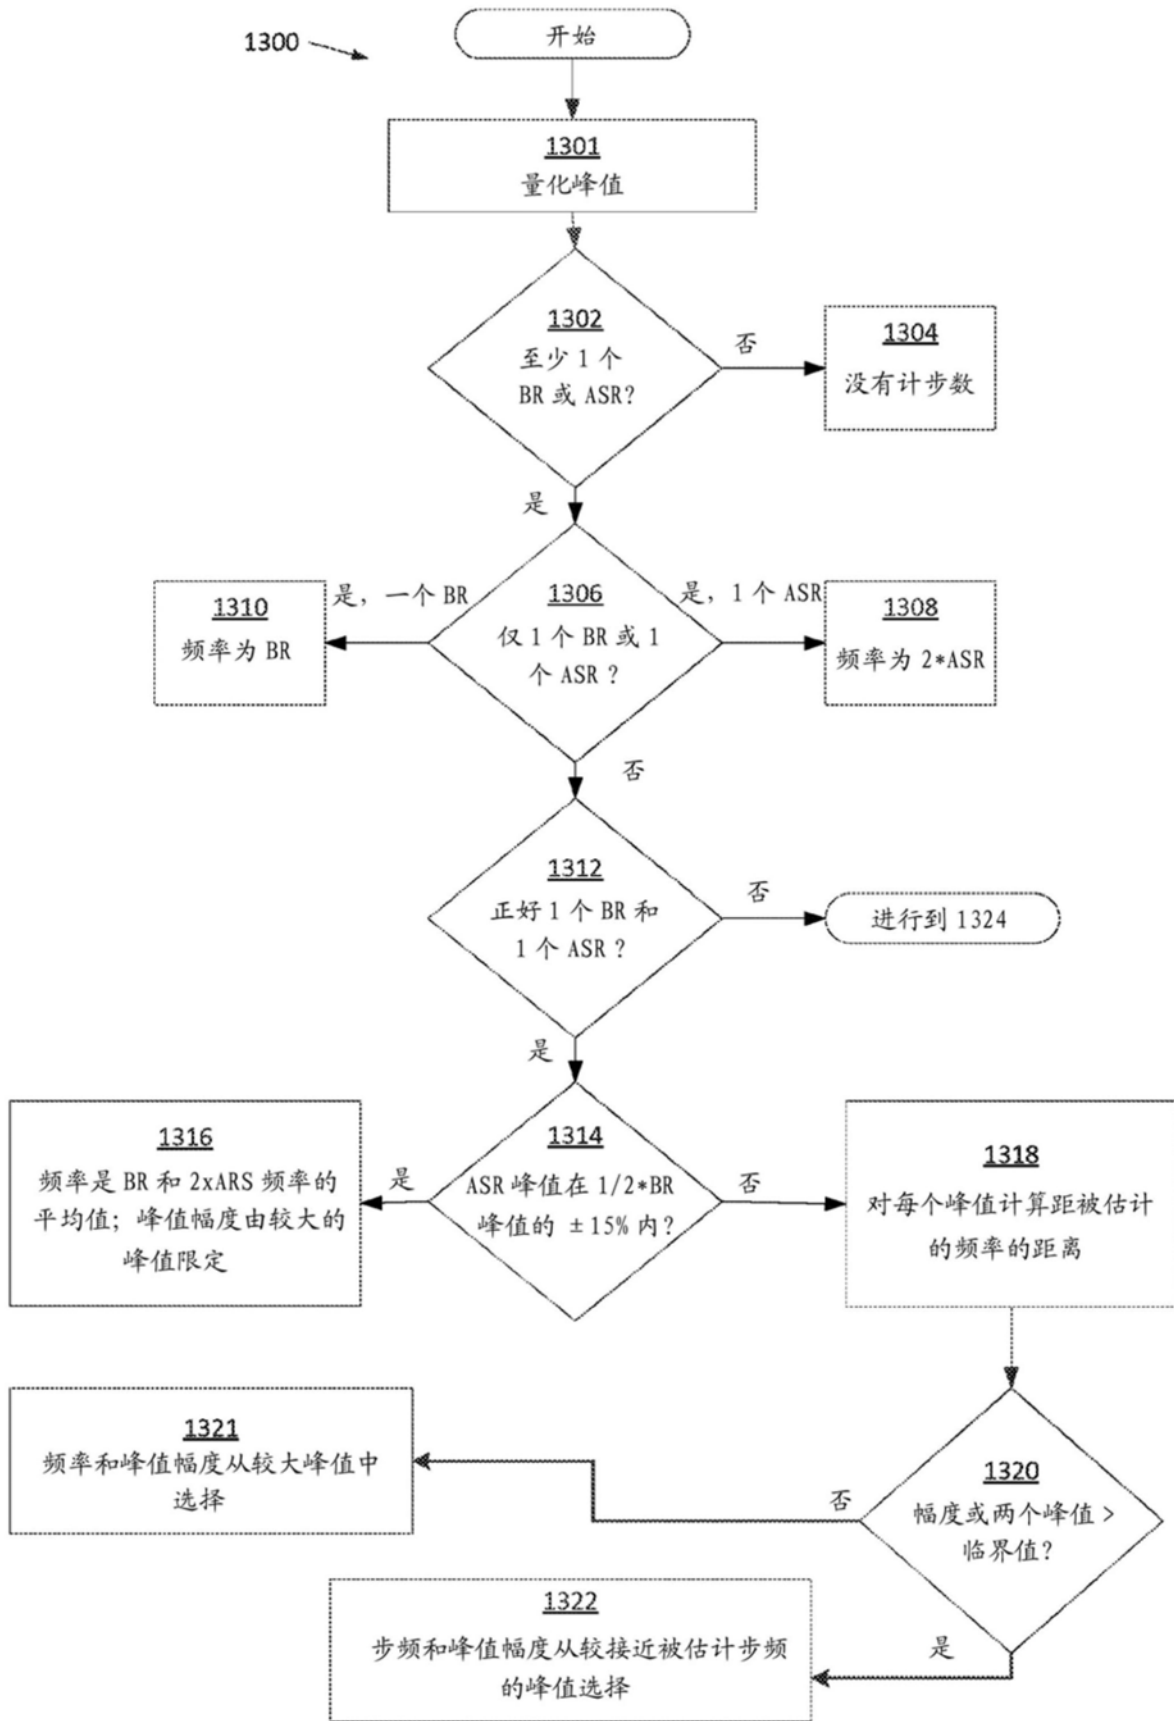 1300
开始
1301
量化峰值
1302
至少 1 个
BR 或 ASR?
否
1304
没有计步数
是
1310
频率为 BR
是, 一个 BR
1306
仅 1 个 BR 或 1
个 ASR ?
是, 1 个 ASR
1308
频率为 2*ASR
否
1312
正好 1 个 BR 和
1 个 ASR ?
否
进行到 1324
是
1316
频率是 BR 和 2xARS 频率的
平均值; 峰值幅度由较大的
峰值限定
是
1314
ASR 峰值在 1/2*BR
峰值的 ±15% 内?
否
1318
对每个峰值计算距被估计
的频率的距离
1321
频率和峰值幅度从较大峰值中
选择
否
1320
幅度或两个峰值 >
临界值?
是
1322
步频和峰值幅度从较接近被估计步频
的峰值选择